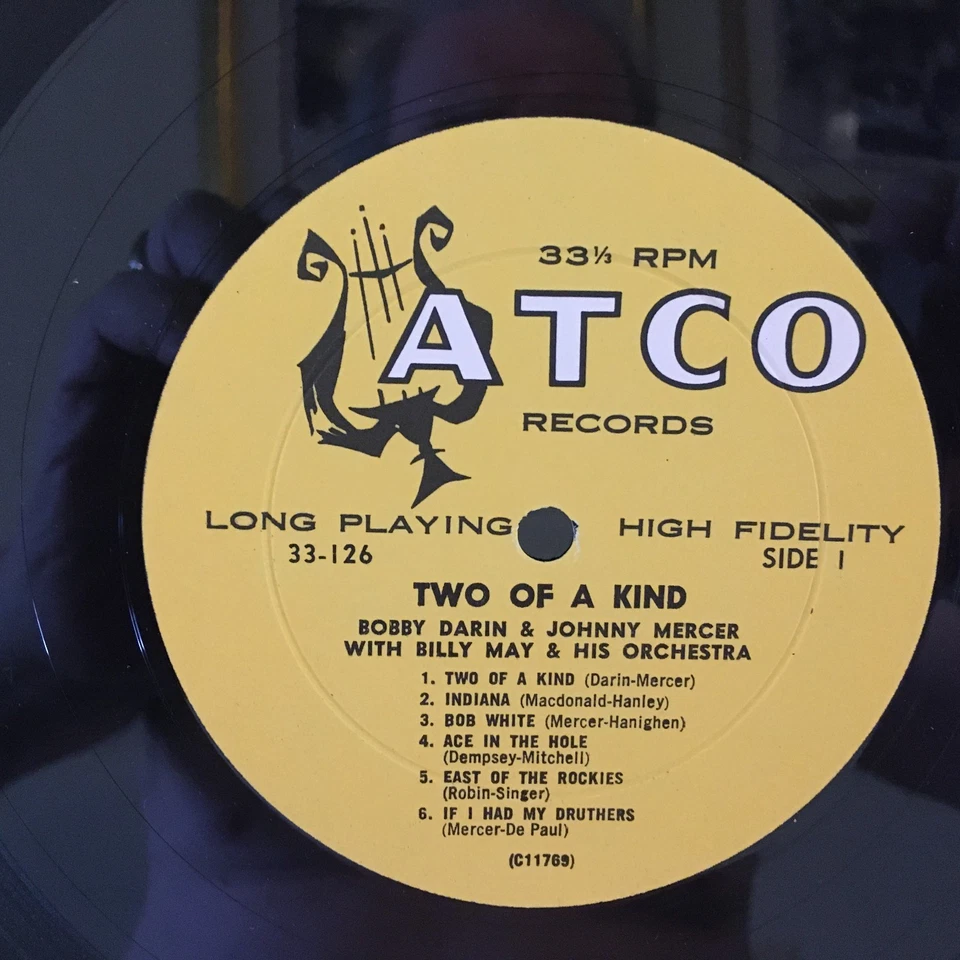 33⅓ RPM
ATCO
RECORDS
LONG PLAYING HIGH FIDELITY
33-126 SIDE 1
TWO OF A KIND
BOBBY DARIN & JOHNNY MERCER
WITH BILLY MAY & HIS ORCHESTRA
1. TWO OF A KIND (Darin-Mercer)
2. INDIANA (Macdonald-Hanley)
3. BOB WHITE (Mercer-Hanighen)
4. ACE IN THE HOLE
(Dempsey-Mitchell)
5. EAST OF THE ROCKIES
(Robin-Singer)
6. IF I HAD MY DRUTHERS
(Mercer-De Paul)
(C11769)